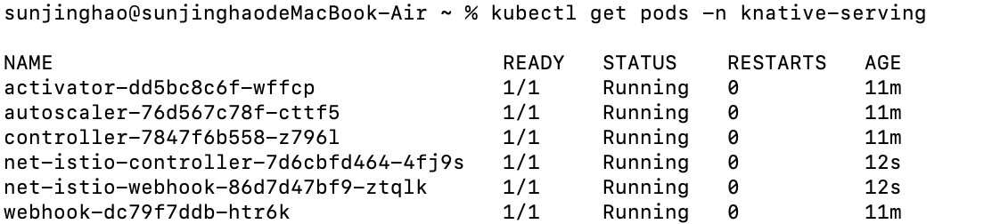 sunjinghao@sunjinghaodeMacBook-Air ~ % kubectl get pods -n knative-serving
NAME READY STATUS RESTARTS AGE
activator-dd5bc8c6f-wffcp 1/1 Running 0 11m
autoscaler-76d567c78f-cttf5 1/1 Running 0 11m
controller-7847f6b558-z796l 1/1 Running 0 11m
net-istio-controller-7d6cbfd464-4fj9s 1/1 Running 0 12s
net-istio-webhook-86d7d47bf9-ztqlk 1/1 Running 0 12s
webhook-dc79f7ddb-htr6k 1/1 Running 0 11m